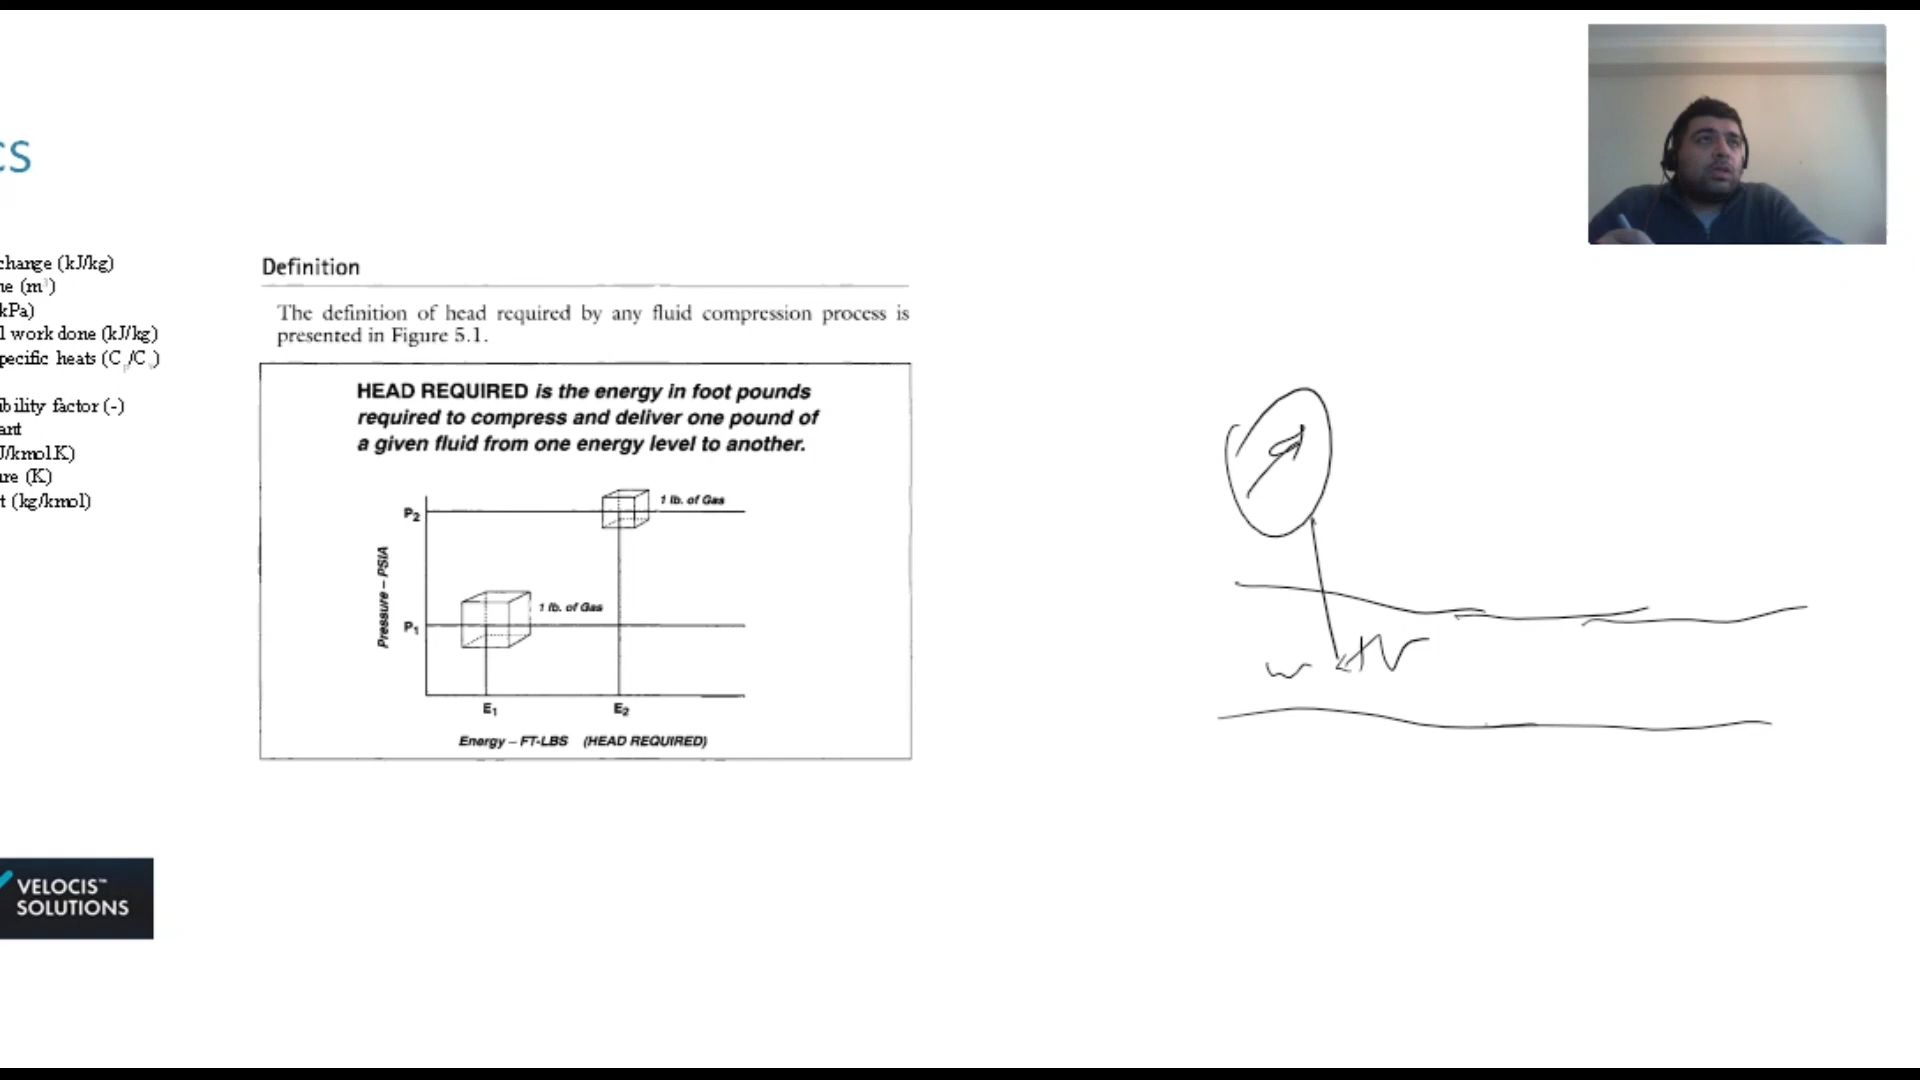 cs
change (kJ/kg)
ne (m³)
kPa)
l work done (kJ/kg)
pecific heats (Cp/Cv)
ibility factor (-)
ant
J/kmol.K)
ure (K)
t (kg/kmol)
Definition
The definition of head required by any fluid compression process is
presented in Figure 5.1.
HEAD REQUIRED is the energy in foot pounds
required to compress and deliver one pound of
a given fluid from one energy level to another.
P2
1 lb. of Gas
Pressure – PSIA
1 lb. of Gas
P1
E1 E2
Energy – FT-LBS (HEAD REQUIRED)
VELOCIS™
SOLUTIONS